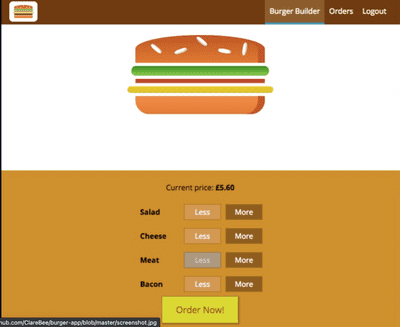 Burger Builder Orders Logout
Current price: £5.60
Salad Less More
Cheese Less More
Meat Less More
Bacon Less More
Order Now!
hub.com/ClareBee/burger-app/blob/master/screenshot.jpg